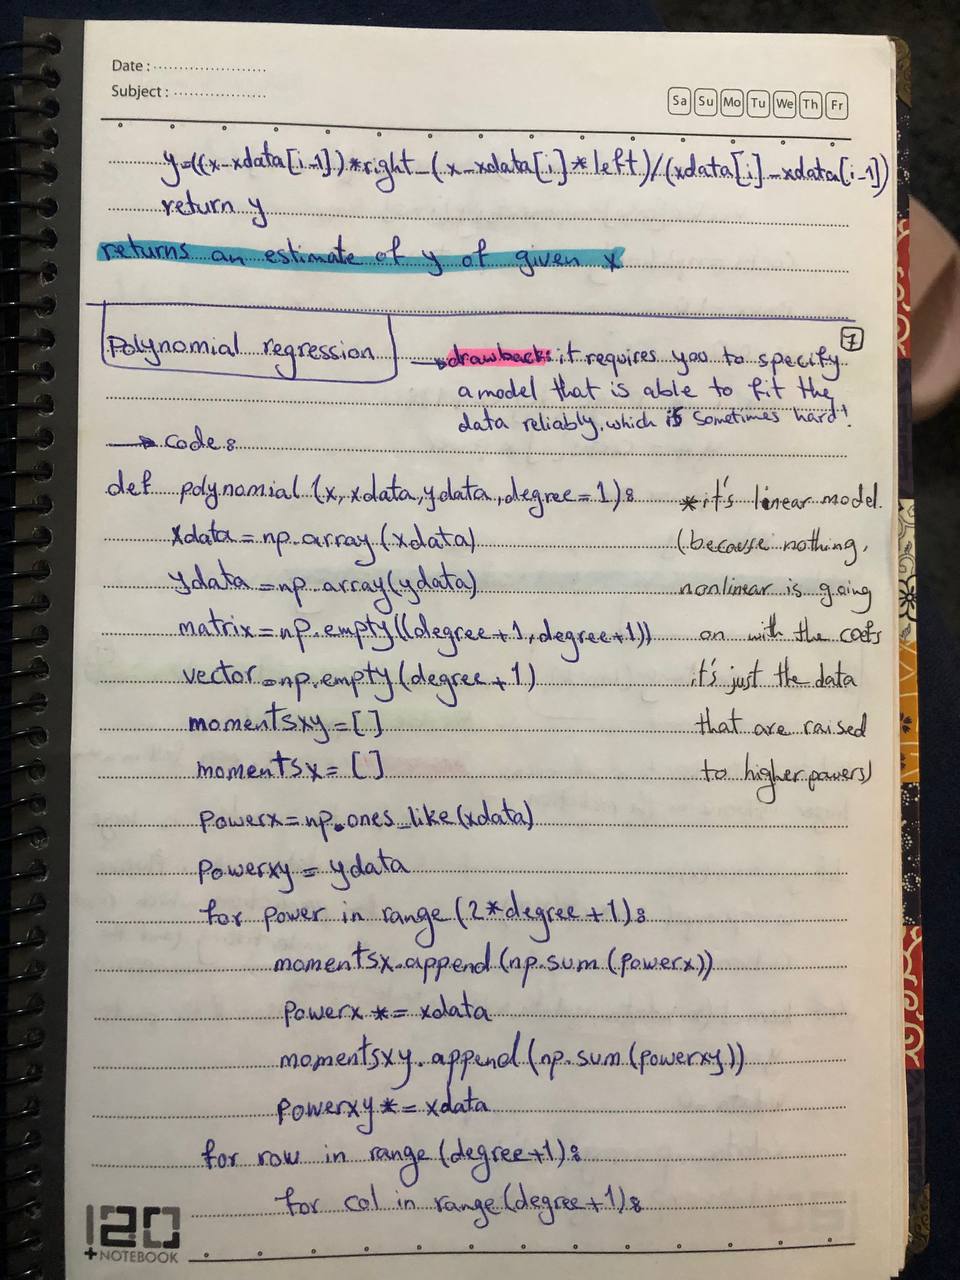 Date :
Subject :
Sa Su Mo Tu We Th Fr
y=((x-xdata[i-1])*right-(x-xdata[i]*left)/(xdata[i]-xdata[i-1])
return y
returns an estimate of y of given x
7
Polynomial regression
→ drawback: it requires you to specify
a model that is able to fit the
data reliably, which is sometimes hard!
→ code:
def polynomial (x, xdata, ydata, degree=1):
xdata = np.array (xdata)
ydata = np.array(ydata)
matrix = np.empty((degree+1, degree+1))
vector = np.empty(degree+1)
momentsxy = []
momentsx = []
powerx = np.ones_like(xdata)
powerxy = ydata
for power in range (2*degree+1):
momentsx.append(np.sum(powerx))
powerx *= xdata
momentsxy.append(np.sum(powerxy))
powerxy *= xdata
for row in range (degree+1):
for col in range (degree+1):
* it's linear model.
(because nothing,
nonlinear is going
on with the coefs
it's just the data
that are raised
to higher powers)
120
+NOTEBOOK